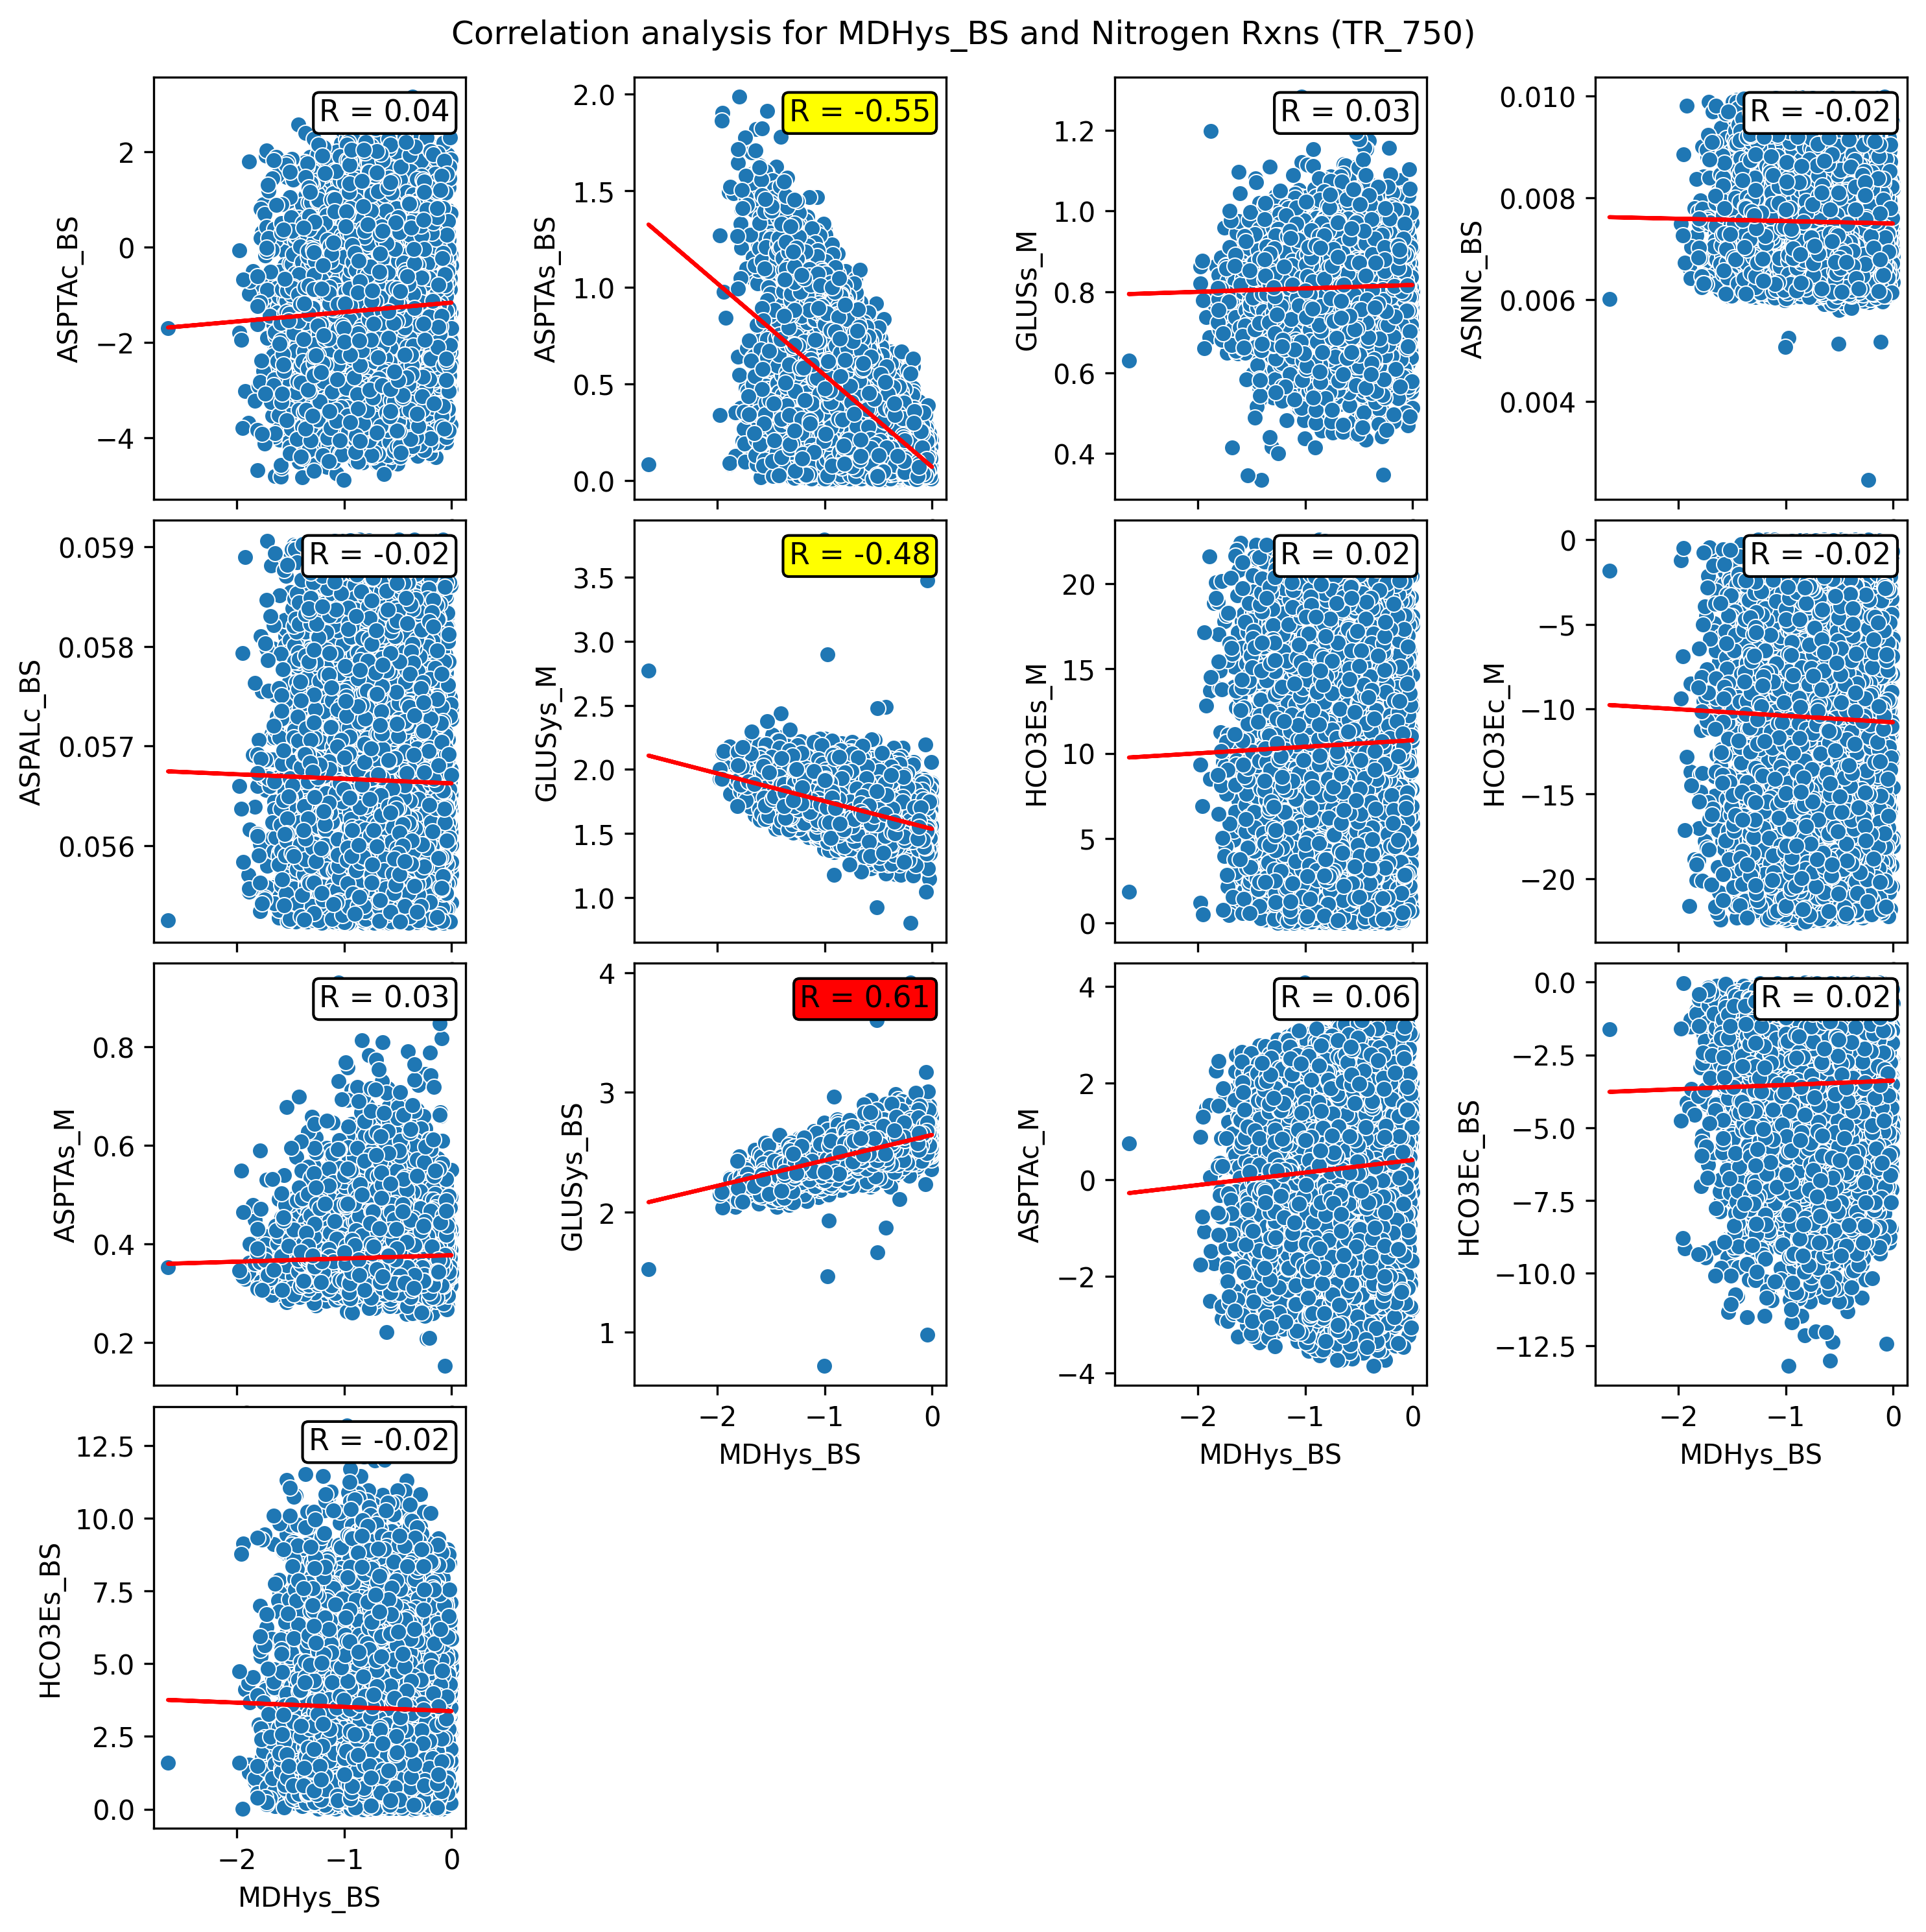 Correlation analysis for MDHys_BS and Nitrogen Rxns (TR_750)
R = 0.04
2
0
−2
−4
ASPTAc_BS
R = -0.55
2.0
1.5
1.0
0.5
0.0
ASPTAs_BS
R = 0.03
1.2
1.0
0.8
0.6
0.4
GLUSs_M
R = -0.02
0.010
0.008
0.006
0.004
ASNNc_BS
R = -0.02
0.059
0.058
0.057
0.056
ASPALc_BS
R = -0.48
3.5
3.0
2.5
2.0
1.5
1.0
GLUSys_M
R = 0.02
20
15
10
5
0
HCO3Es_M
R = -0.02
0
−5
−10
−15
−20
HCO3Ec_M
R = 0.03
0.8
0.6
0.4
0.2
ASPTAs_M
R = 0.61
4
3
2
1
GLUSys_BS
−2 −1 0
MDHys_BS
R = 0.06
4
2
0
−2
−4
ASPTAc_M
−2 −1 0
MDHys_BS
R = 0.02
0.0
−2.5
−5.0
−7.5
−10.0
−12.5
HCO3Ec_BS
−2 −1 0
MDHys_BS
R = -0.02
12.5
10.0
7.5
5.0
2.5
0.0
HCO3Es_BS
−2 −1 0
MDHys_BS